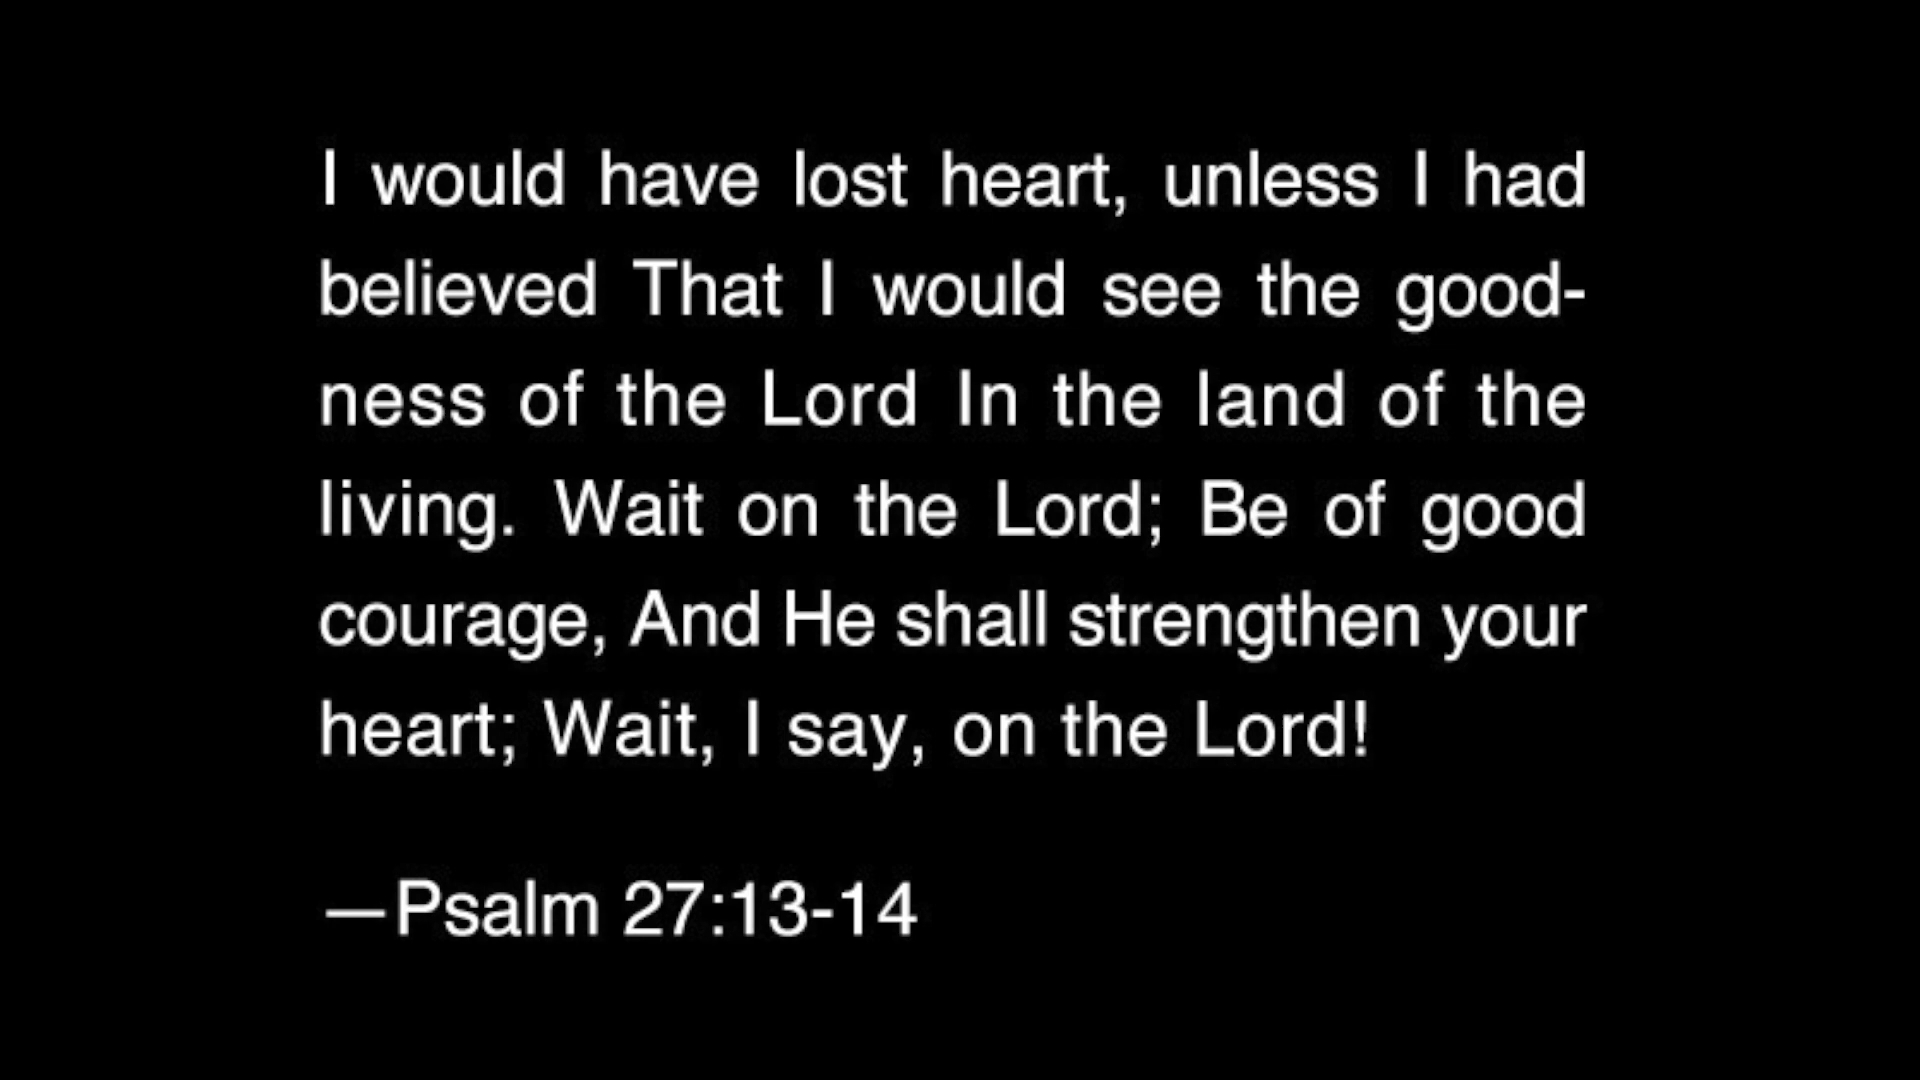 I would have lost heart, unless I had
believed That I would see the good-
ness of the Lord In the land of the
living. Wait on the Lord; Be of good
courage, And He shall strengthen your
heart; Wait, I say, on the Lord!
—Psalm 27:13-14